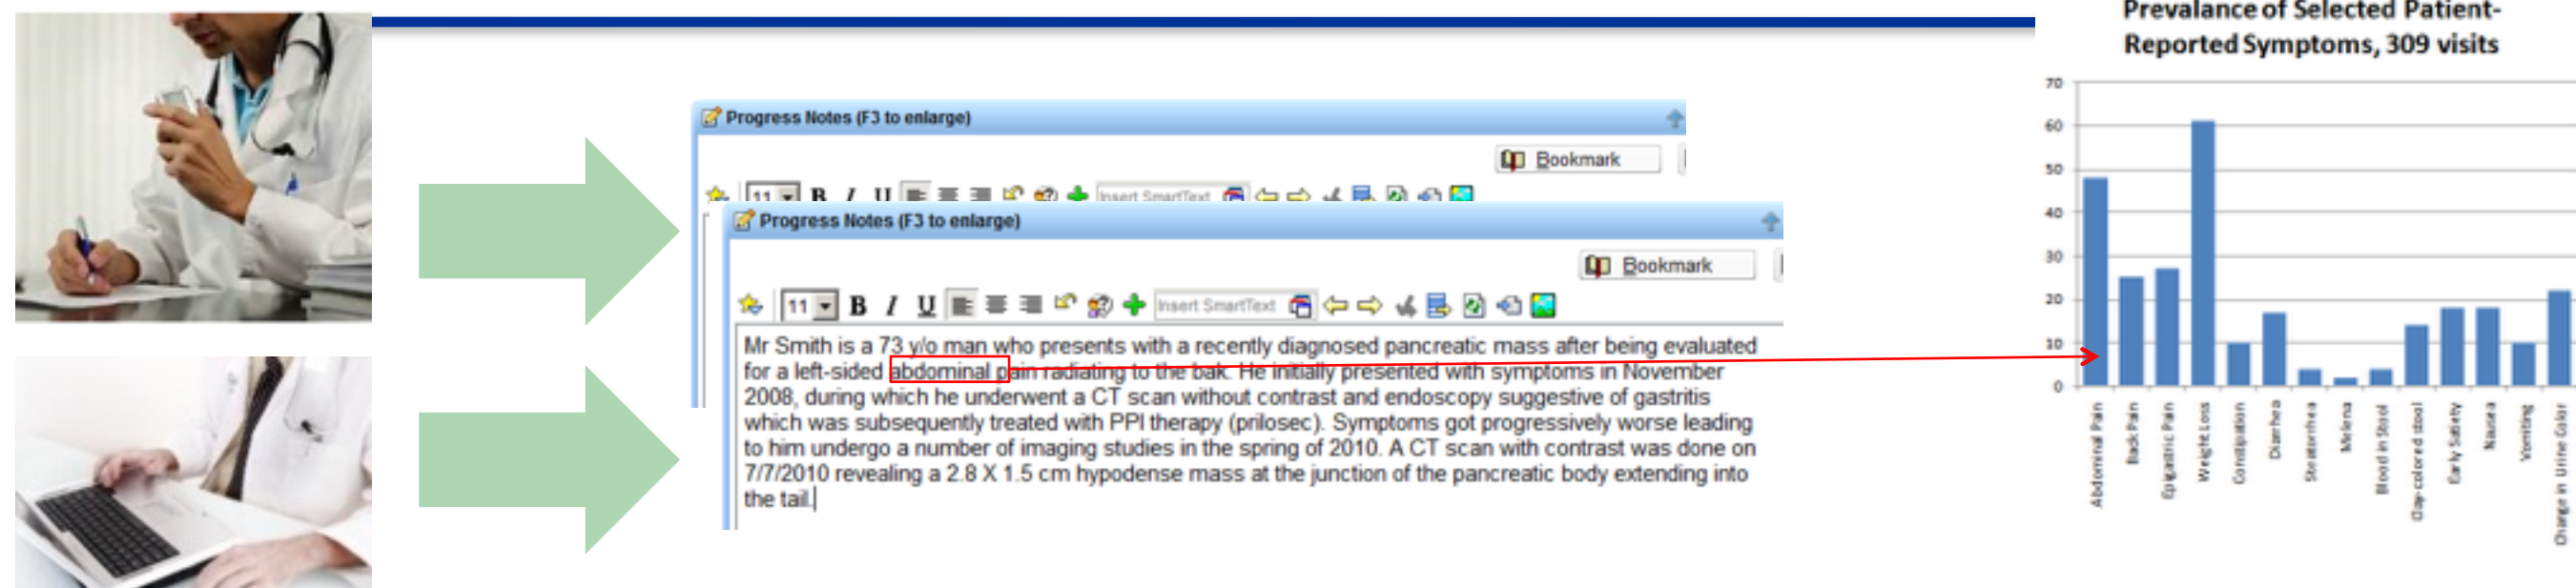 Prevalance of Selected Patient-
Reported Symptoms, 309 visits
Progress Notes (F3 to enlarge)
Bookmark
11 B I U Insert SmartText
Progress Notes (F3 to enlarge)
Bookmark
11 B I U Insert SmartText
Mr Smith is a 73 y/o man who presents with a recently diagnosed pancreatic mass after being evaluated
for a left-sided abdominal pain radiating to the bak. He initially presented with symptoms in November
2008, during which he underwent a CT scan without contrast and endoscopy suggestive of gastritis
which was subsequently treated with PPI therapy (prilosec). Symptoms got progressively worse leading
to him undergo a number of imaging studies in the spring of 2010. A CT scan with contrast was done on
7/7/2010 revealing a 2.8 X 1.5 cm hypodense mass at the junction of the pancreatic body extending into
the tail.
70
60
50
40
30
20
10
0
Abdominal Pain
Back Pain
Epigastric Pain
Weight Loss
Constipation
Diarrhea
Steatorrhea
Melena
Blood in Stool
Clay-colored stool
Early Satiety
Nausea
Vomiting
Change in Urine Color